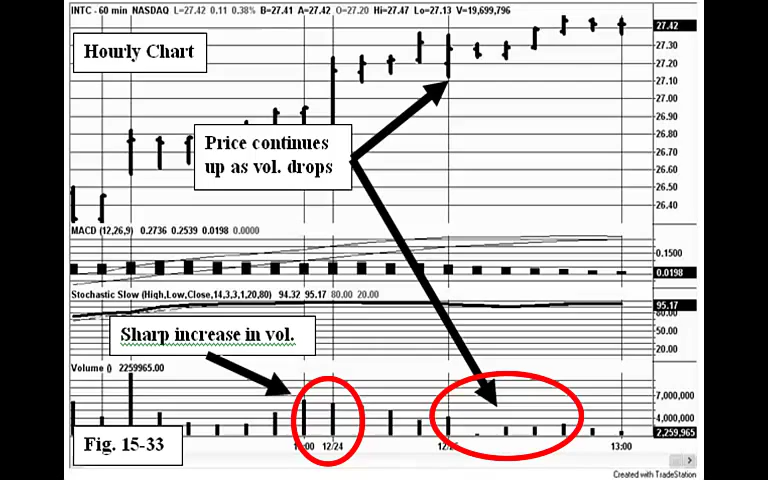 INTC - 60 min NASDAQ L=27.42 0.11 0.38% B=27.41 A=27.42 O=27.20 Hi=27.47 Lo=27.13 V=19,699,796
Hourly Chart
27.42
27.30
27.20
27.10
27.00
26.90
26.80
26.70
26.60
26.50
26.40
Price continues
up as vol. drops
MACD (12,26,9) 0.2736 0.2539 0.0198 0.0000
0.1500
0.0198
Stochastic Slow (High,Low,Close,14,3,3,1,20,80) 94.32 95.17 80.00 20.00
95.17
80.00
50.00
20.00
Sharp increase in vol.
Volume () 2259965.00
7,000,000
4,000,000
2,259,965
Fig. 15-33
12/24
13:00
Created with TradeStation